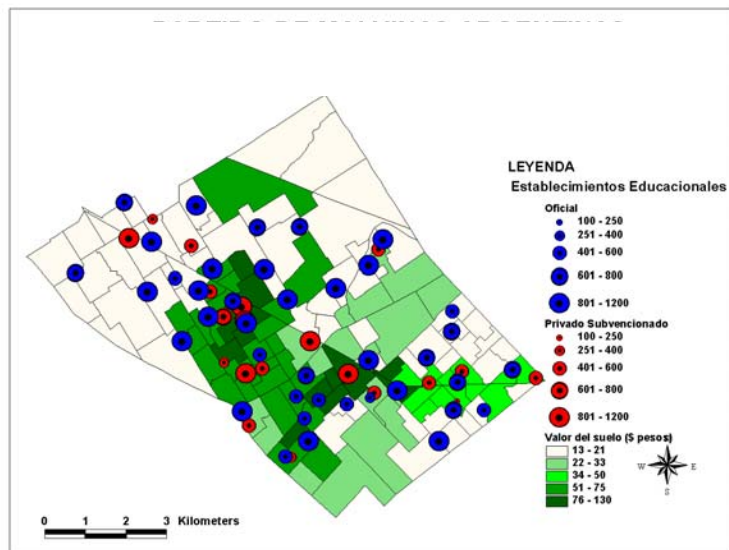 LEYENDA
Establecimientos Educacionales
Oficial
100 - 250
251 - 400
401 - 600
601 - 800
801 - 1200
Privado Subvencionado
100 - 250
251 - 400
401 - 600
601 - 800
801 - 1200
Valor del suelo ($ pesos)
13 - 21
22 - 33
34 - 50
51 - 75
76 - 130
N
W E
S
0 1 2 3 Kilometers